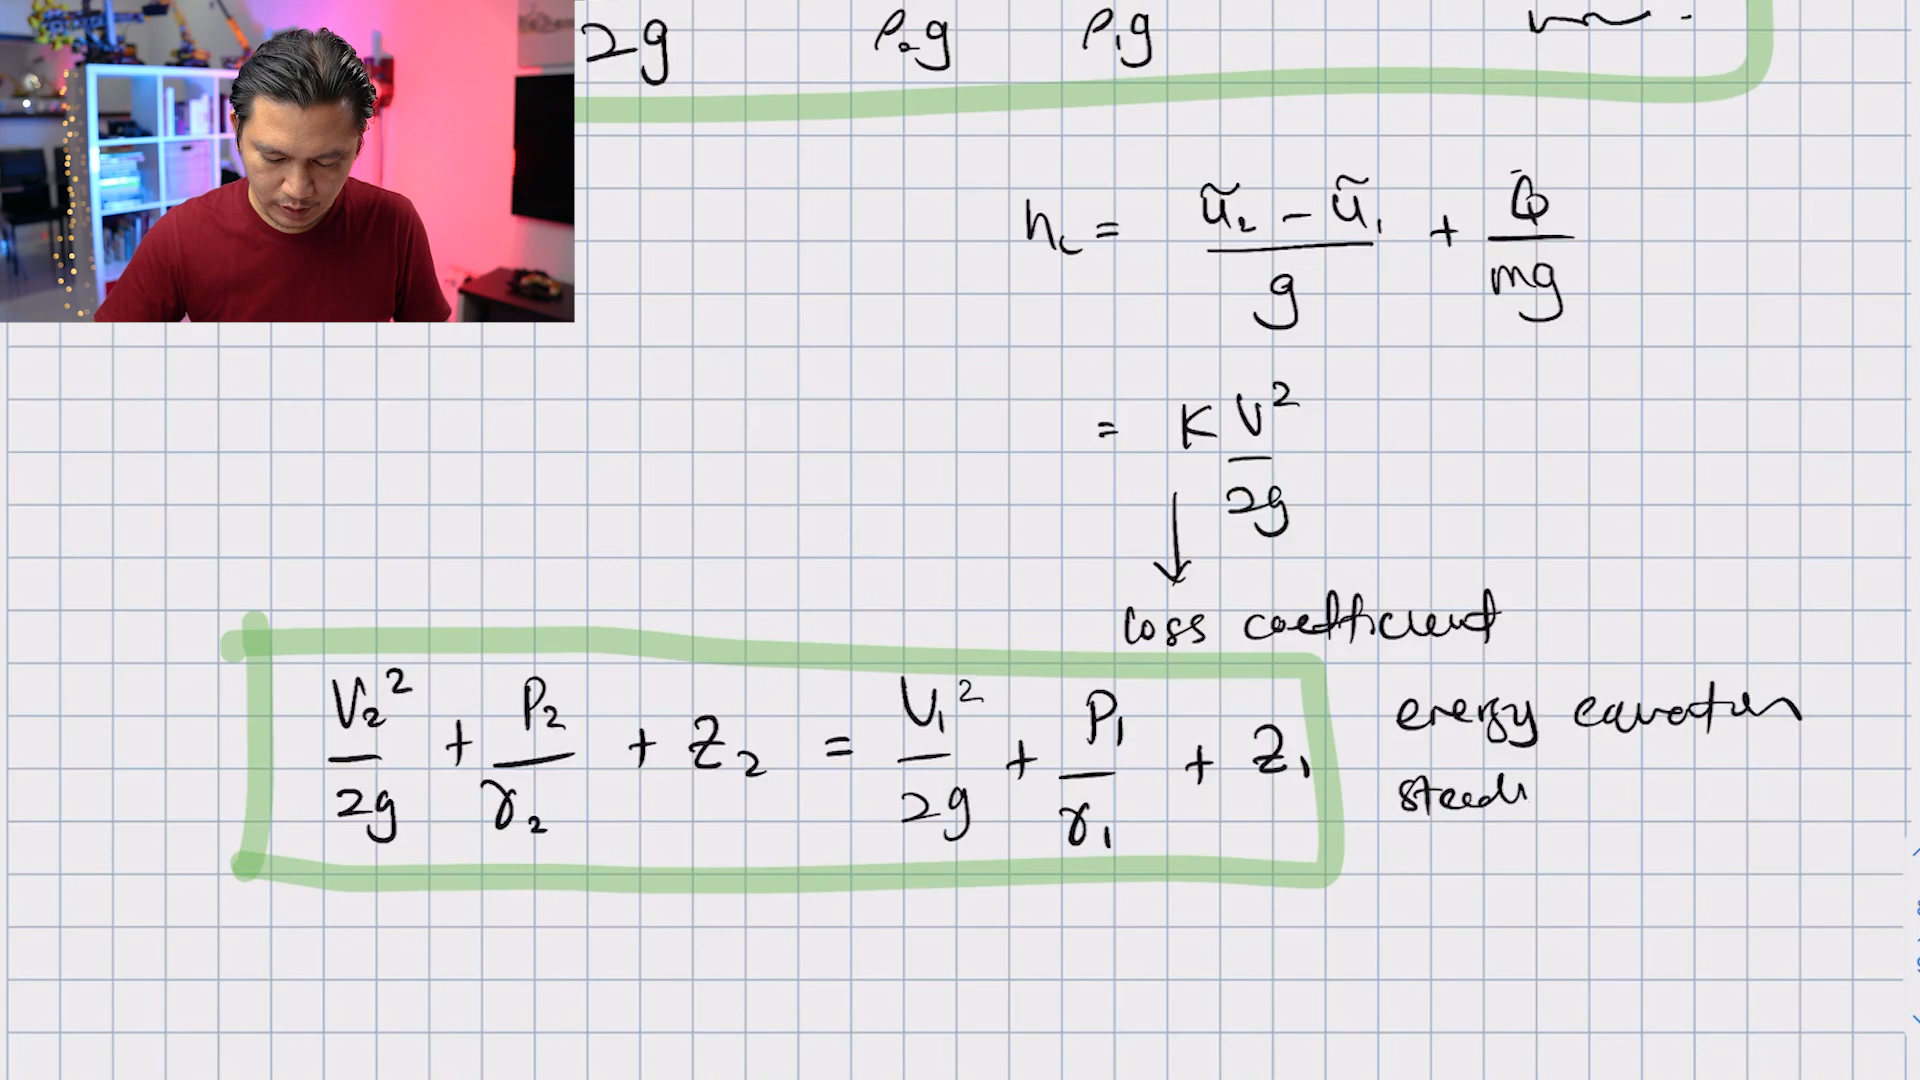 2g ρ₂g ρ₁g
h_L = (ũ₂ - ũ₁)/g + Q̇/ṁg
= K V²/2g
↓
loss coefficient
V₂²/2g + P₂/γ₂ + Z₂ = V₁²/2g + P₁/γ₁ + Z₁
energy equation
steady